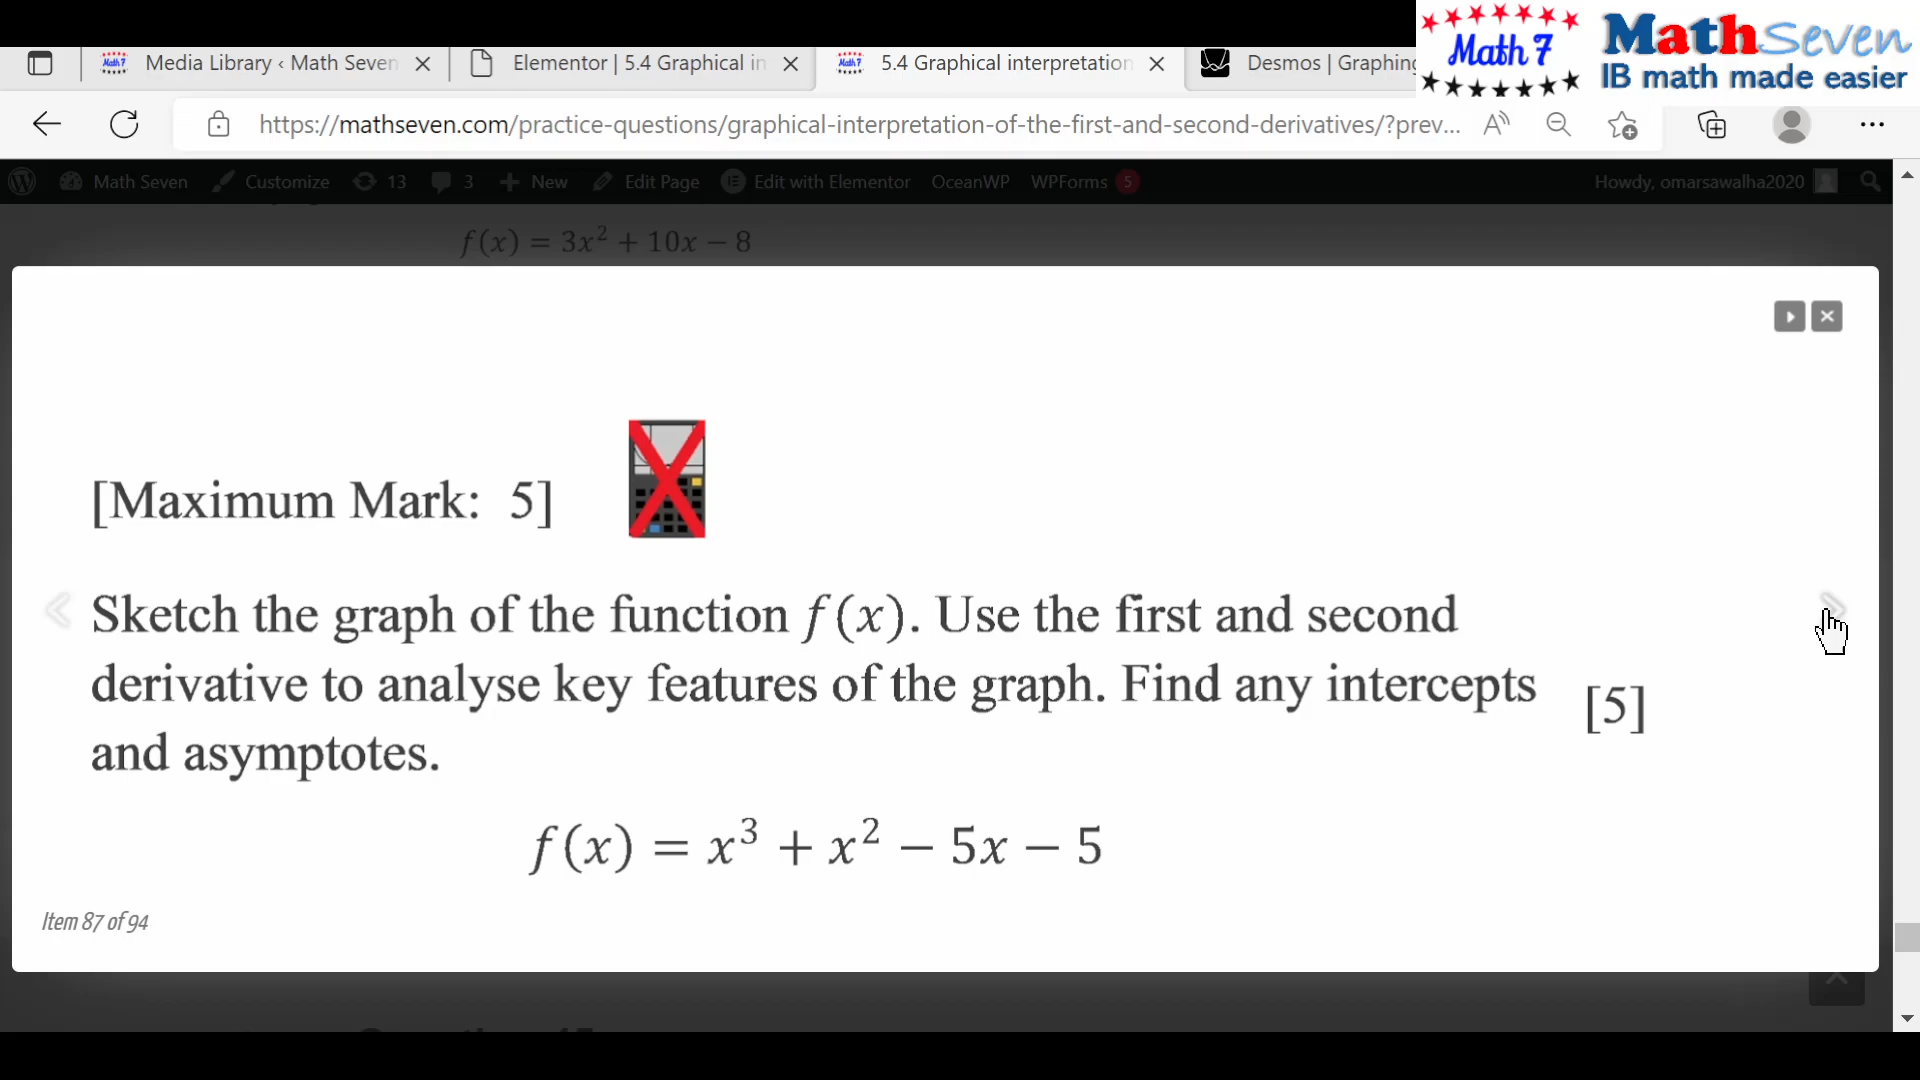 Math 7
MathSeven
IB math made easier
Math 7 Media Library ‹ Math Seven
Elementor | 5.4 Graphical in
Math 7 5.4 Graphical interpretation
Desmos | Graphing
https://mathseven.com/practice-questions/graphical-interpretation-of-the-first-and-second-derivatives/?prev...
Math Seven Customize 13 3 New Edit Page Edit with Elementor OceanWP WPForms 5 Howdy, omarsawalha2020
f(x) = 3x² + 10x − 8
[Maximum Mark: 5]
Sketch the graph of the function f(x). Use the first and second
derivative to analyse key features of the graph. Find any intercepts [5]
and asymptotes.
f(x) = x³ + x² − 5x − 5
Item 87 of 94